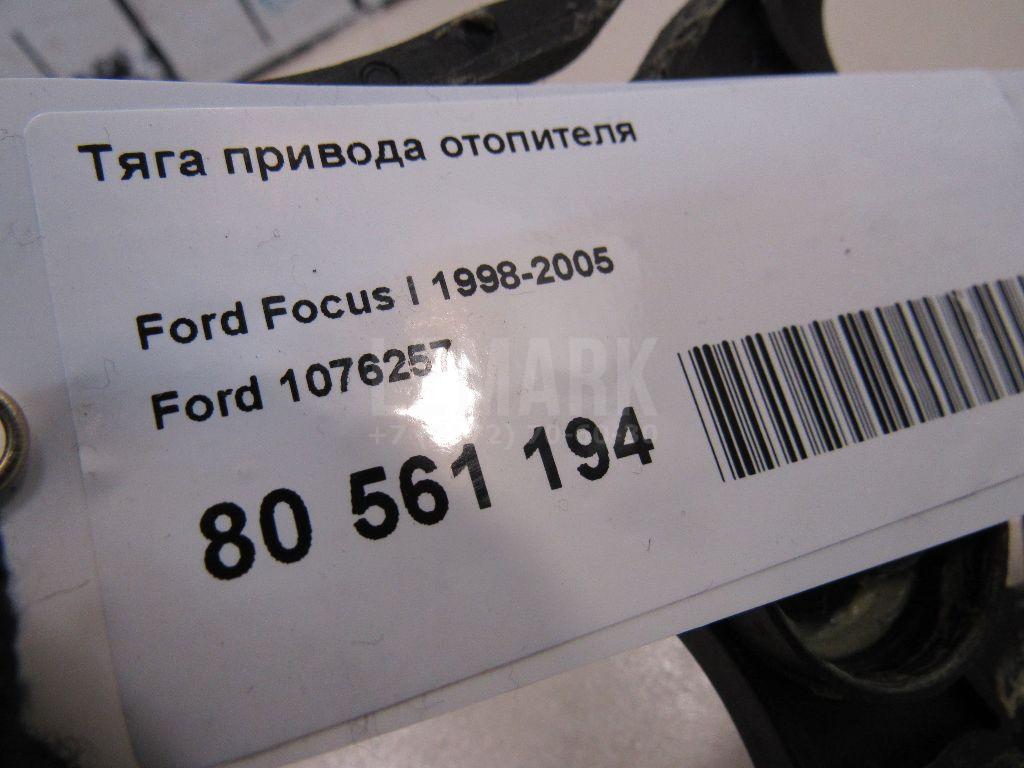 Тяга привода отопителя
Ford Focus I 1998-2005
Ford 1076257
80 561 194